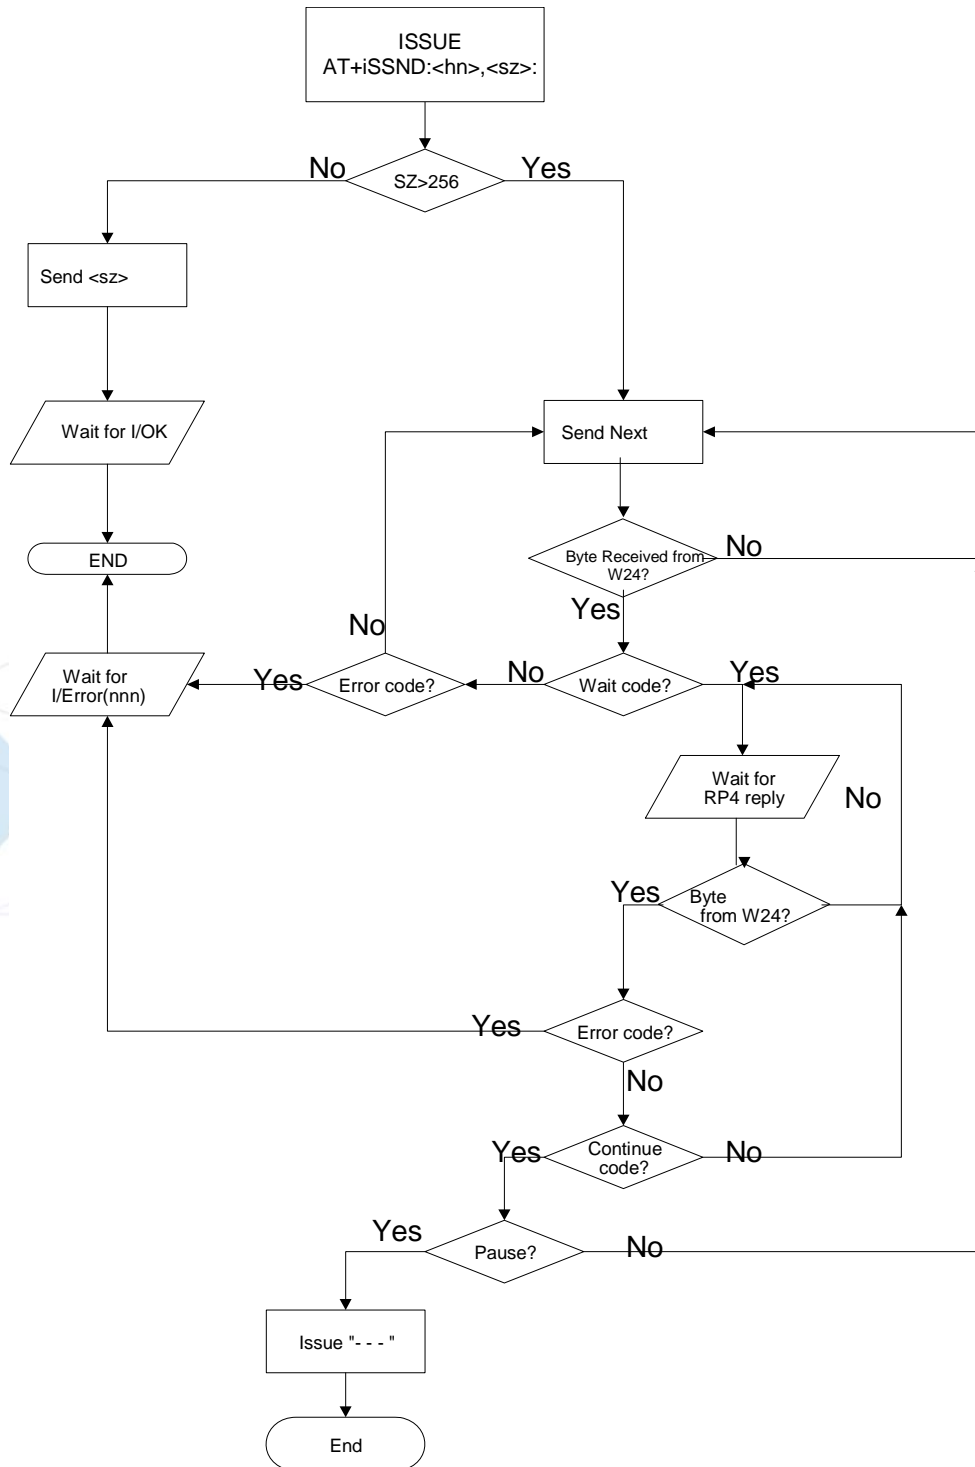 ISSUE
AT+iSSND:<hn>,<sz>:
No
Yes
SZ>256
Send <sz>
Wait for I/OK
Send Next
END
Byte Received from
W24?
No
Yes
No
Wait for
I/Error(nnn)
Yes
Error code?
No
Wait code?
Yes
Wait for
RP4 reply
No
Yes
Byte
from W24?
Yes
Error code?
No
Yes
Continue
code?
No
Yes
Pause?
No
Issue "- - - "
End